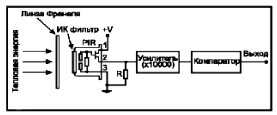 Линза Френеля
ИК фильтр +V
PIR
1
2
3
R
Тепловая энергия
Усилитель
(x10000)
Компаратор
Выход